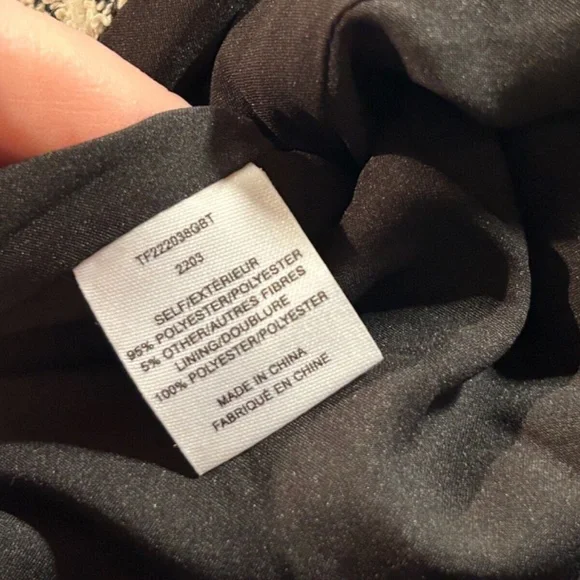 TF222038GBT
2203
SELF/EXTÉRIEUR
95% POLYESTER/POLYESTER
5% OTHER/AUTRES FIBRES
LINING/DOUBLURE
100% POLYESTER/POLYESTER
MADE IN CHINA
FABRIQUÉ EN CHINE